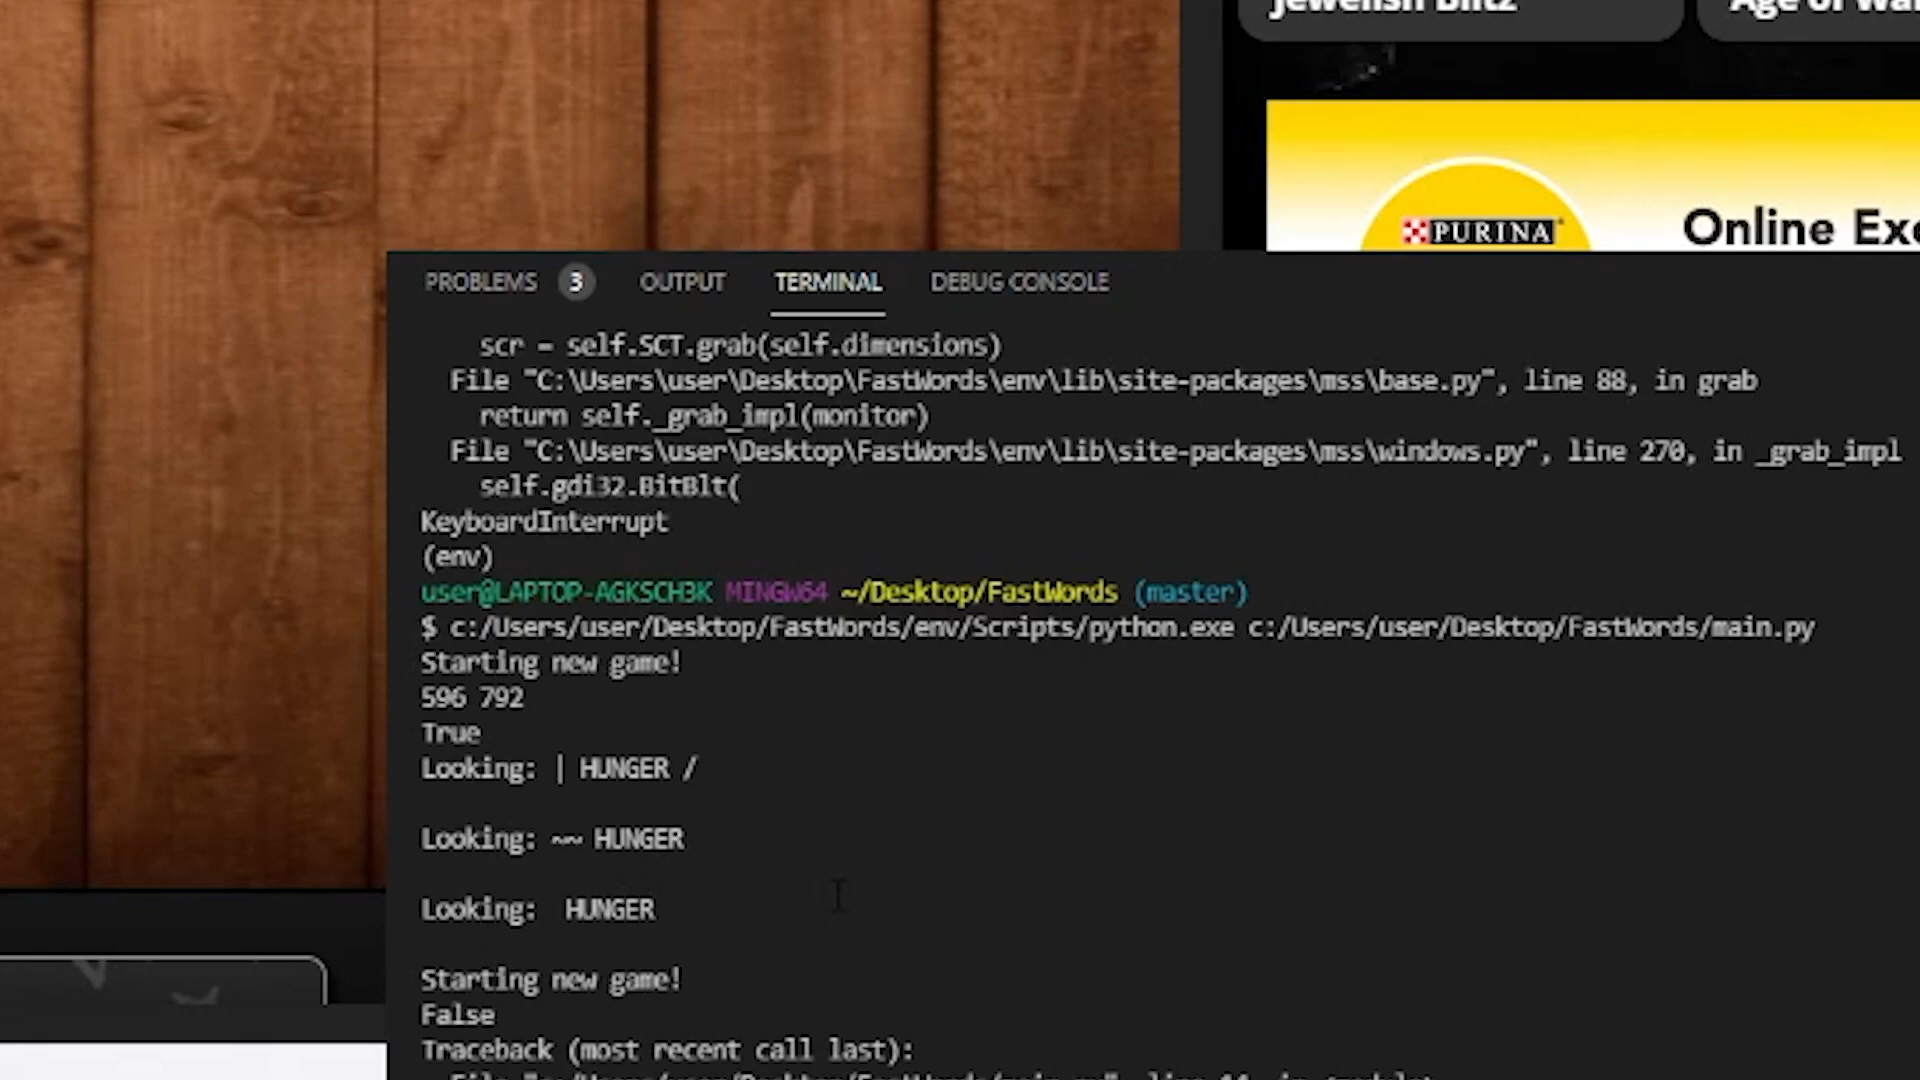 Jewelish Blitz
Age of
PURINA
Online
PROBLEMS 3 OUTPUT TERMINAL DEBUG CONSOLE
scr = self.SCT.grab(self.dimensions)
File "C:\Users\user\Desktop\FastWords\env\lib\site-packages\mss\base.py", line 88, in grab
return self._grab_impl(monitor)
File "C:\Users\user\Desktop\FastWords\env\lib\site-packages\mss\windows.py", line 270, in _grab_impl
self.gdi32.BitBlt(
KeyboardInterrupt
(env)
user@LAPTOP-AGKSCH3K MINGW64 ~/Desktop/FastWords (master)
$ c:/Users/user/Desktop/FastWords/env/Scripts/python.exe c:/Users/user/Desktop/FastWords/main.py
Starting new game!
596 792
True
Looking: | HUNGER /
Looking: ~~ HUNGER
Looking:  HUNGER
Starting new game!
False
Traceback (most recent call last):